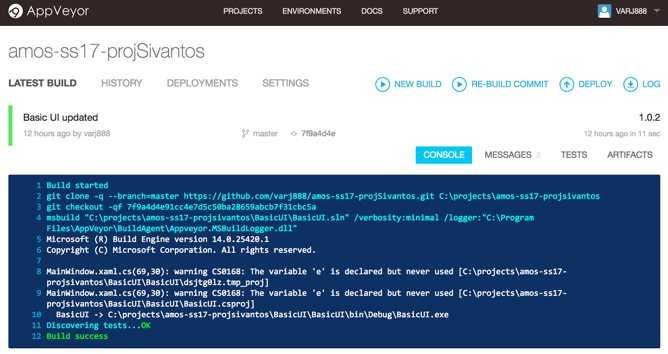 AppVeyor PROJECTS ENVIRONMENTS DOCS SUPPORT VARJ888
amos-ss17-projSivantos
LATEST BUILD HISTORY DEPLOYMENTS SETTINGS NEW BUILD RE-BUILD COMMIT DEPLOY LOG
Basic UI updated 1.0.2
12 hours ago by varj888 master 7f9a4d4e 12 hours ago in 11 sec
CONSOLE MESSAGES 2 TESTS ARTIFACTS
1 Build started
2 git clone -q --branch=master https://github.com/varj888/amos-ss17-projSivantos.git C:\projects\amos-ss17-projsivantos
3 git checkout -qf 7f9a4d4e91cc4e7d5c50ba28659abcb7f31cbc5a
4 msbuild "C:\projects\amos-ss17-projsivantos\BasicUI\BasicUI.sln" /verbosity:minimal /logger:"C:\Program
Files\AppVeyor\BuildAgent\Appveyor.MSBuildLogger.dll"
5 Microsoft (R) Build Engine version 14.0.25420.1
6 Copyright (C) Microsoft Corporation. All rights reserved.
7
8 MainWindow.xaml.cs(69,30): warning CS0168: The variable 'e' is declared but never used [C:\projects\amos-ss17-
projsivantos\BasicUI\BasicUI\dsjtg0lz.tmp_proj]
9 MainWindow.xaml.cs(69,30): warning CS0168: The variable 'e' is declared but never used [C:\projects\amos-ss17-
projsivantos\BasicUI\BasicUI\BasicUI.csproj]
10 BasicUI -> C:\projects\amos-ss17-projsivantos\BasicUI\BasicUI\bin\Debug\BasicUI.exe
11 Discovering tests...OK
12 Build success